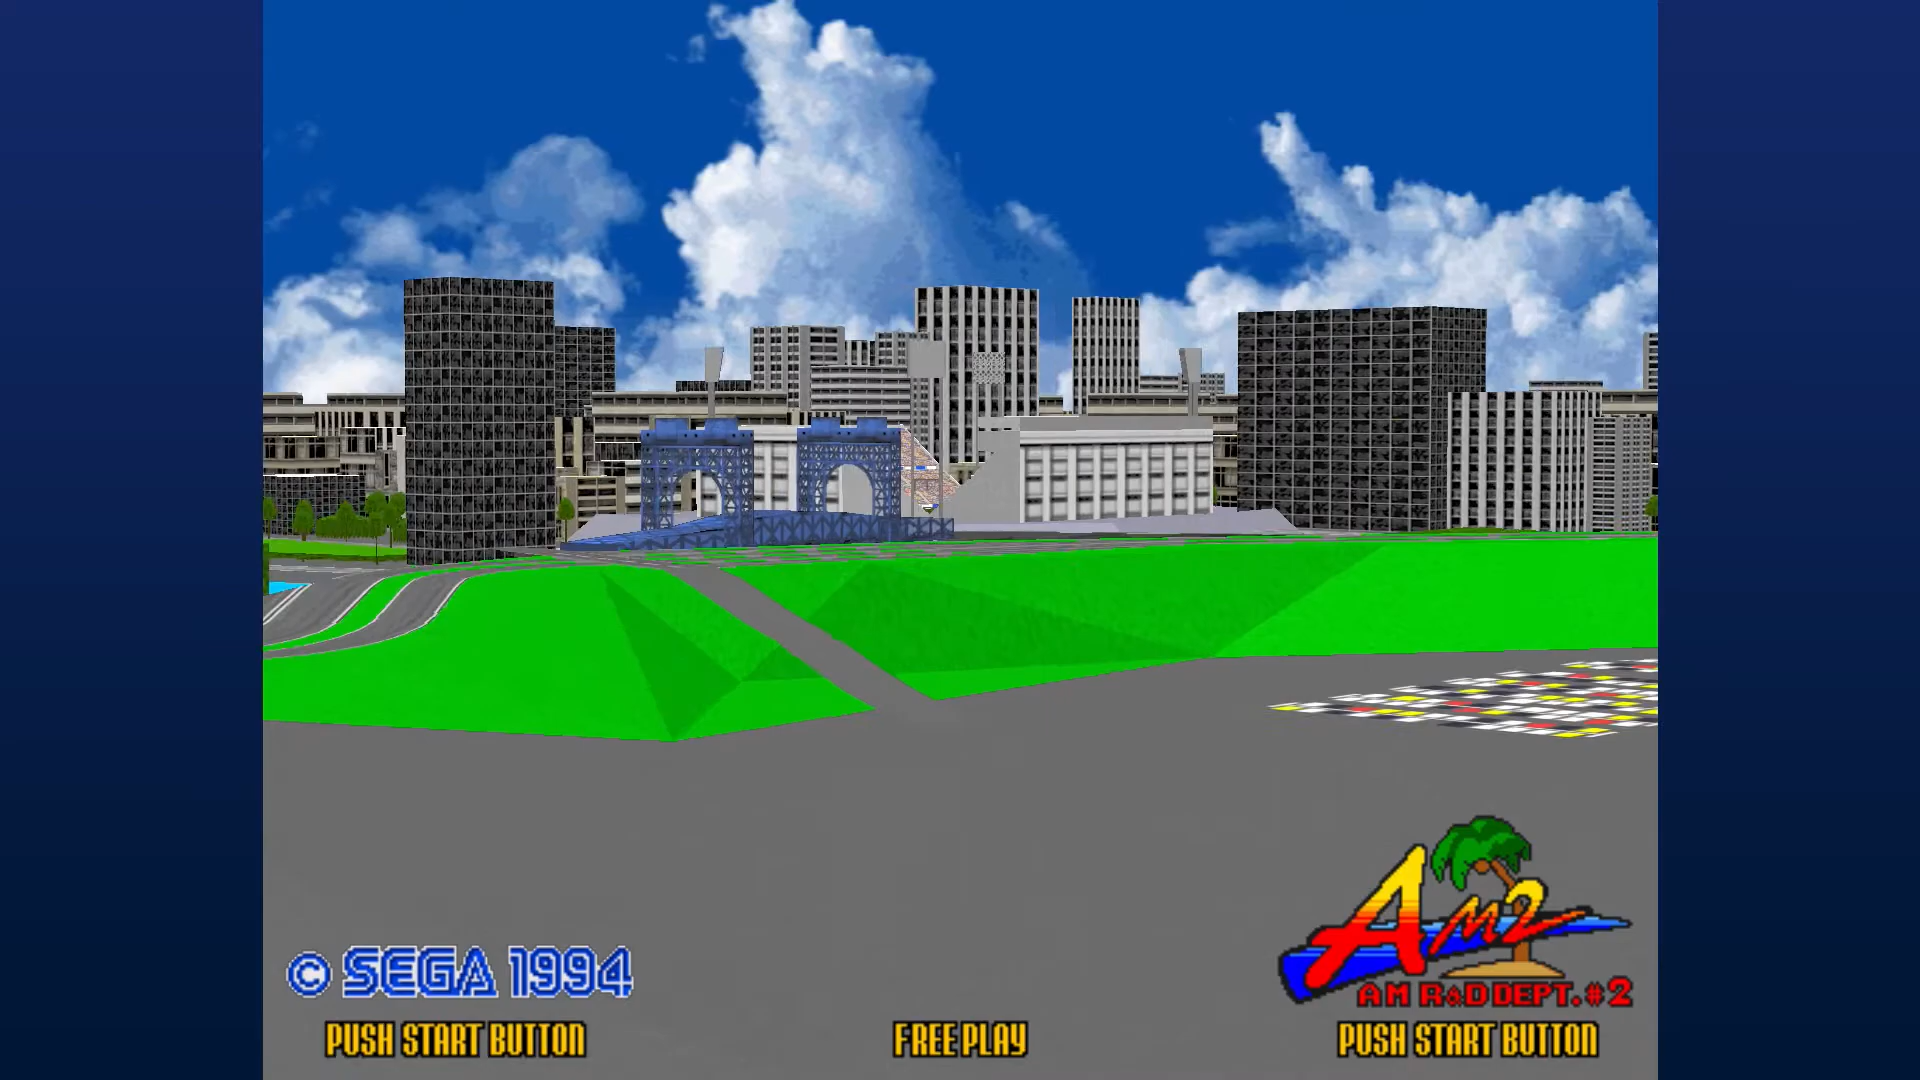 AM2
© SEGA 1994
AM R&D DEPT. #2
PUSH START BUTTON
FREE PLAY
PUSH START BUTTON